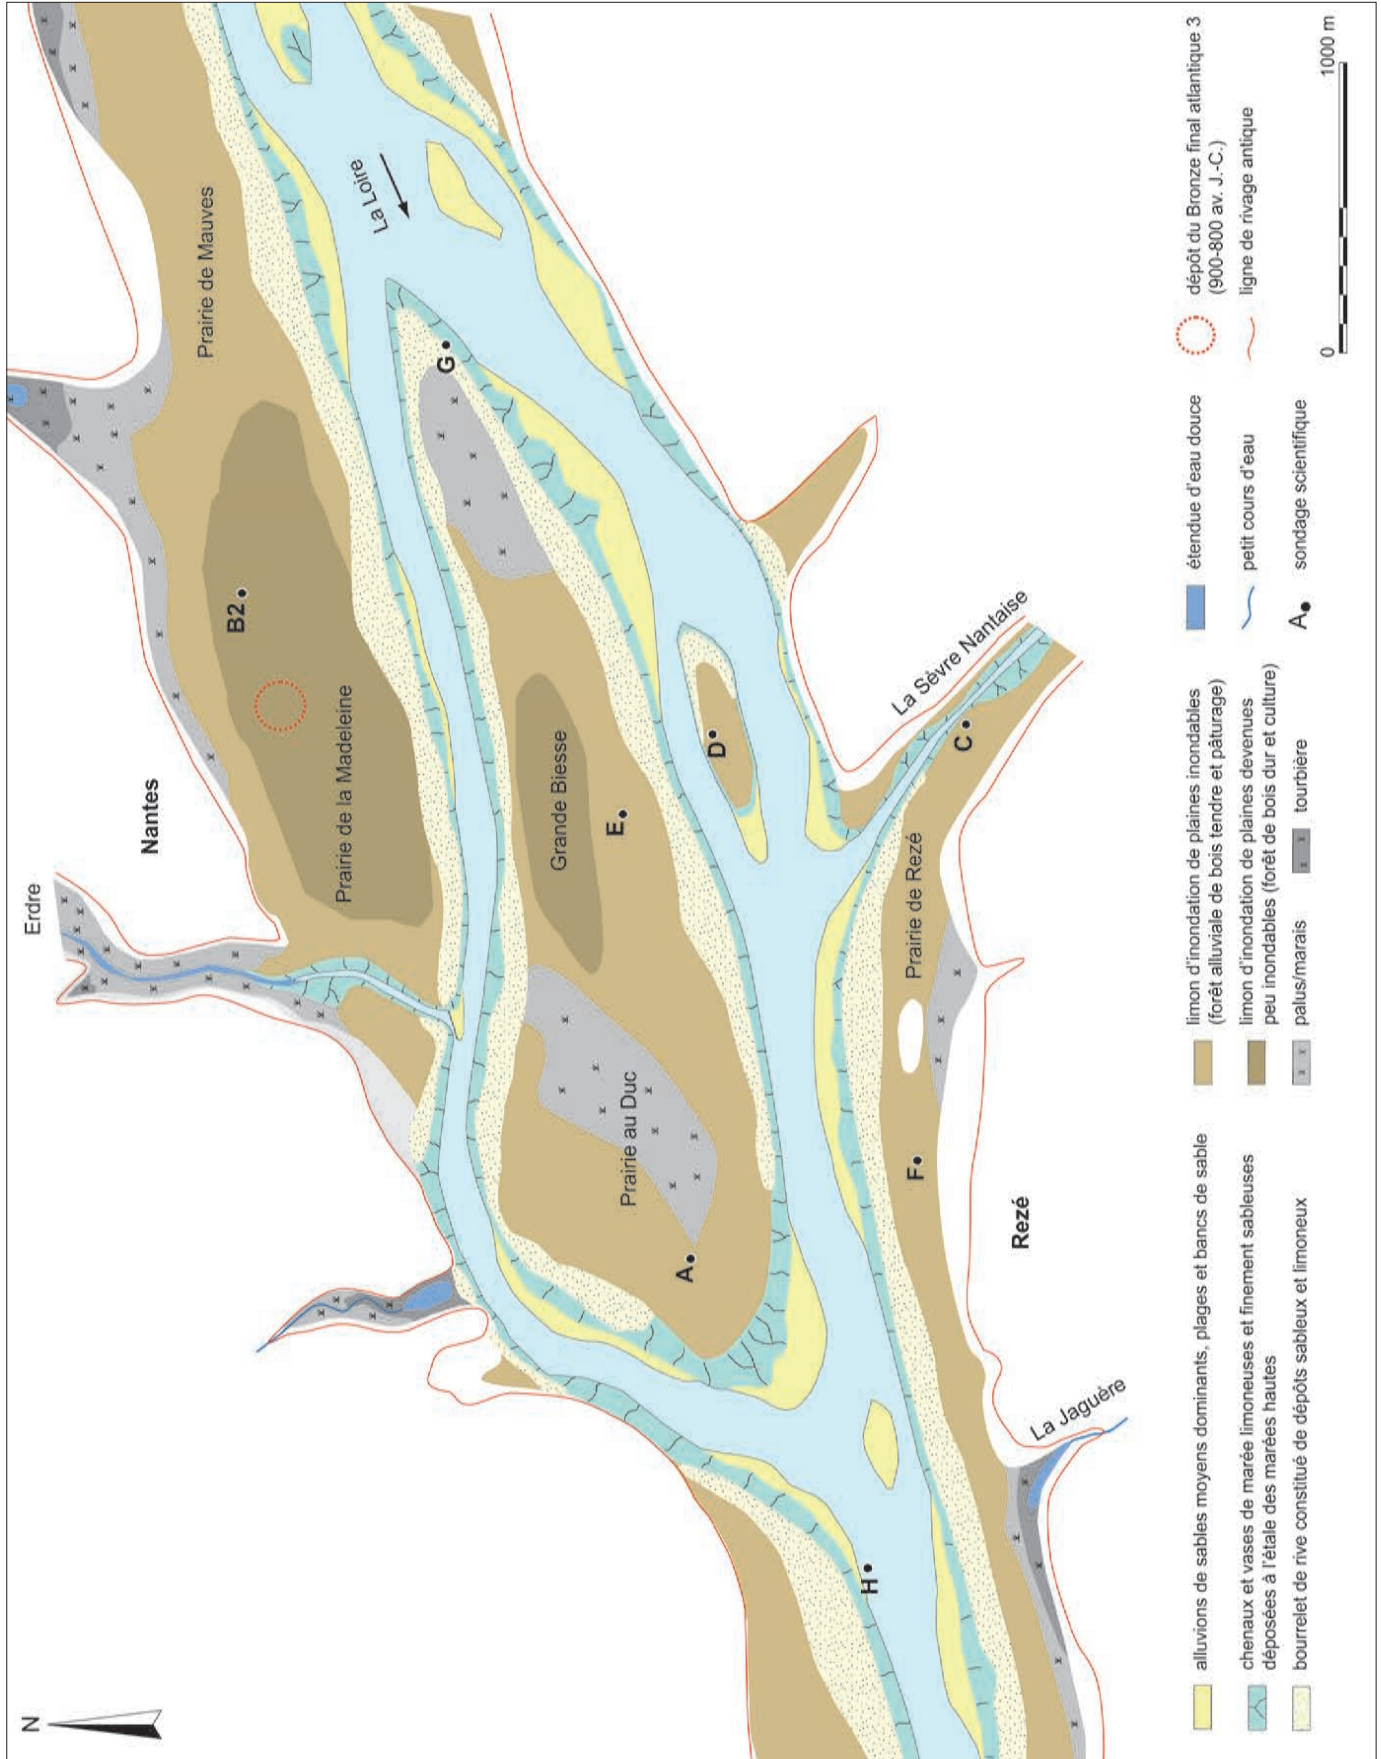 N
Erdre
Nantes
B2
Prairie de Mauves
Prairie de la Madeleine
La Loire
G
Grande Biesse
E
D
Prairie au Duc
A
La Sèvre Nantaise
C
Prairie de Rezé
F
H
Rezé
La Jaguère
alluvions de sables moyens dominants, plages et bancs de sable
chenaux et vases de marée limoneuses et finement sableuses
déposées à l'étale des marées hautes
bourrelet de rive constitué de dépôts sableux et limoneux
limon d'inondation de plaines inondables
(forêt alluviale de bois tendre et pâturage)
limon d'inondation de plaines devenues
peu inondables (forêt de bois dur et culture)
palus/marais
tourbière
étendue d'eau douce
petit cours d'eau
A
sondage scientifique
dépôt du Bronze final atlantique 3
(900-800 av. J.-C.)
ligne de rivage antique
0
1000 m